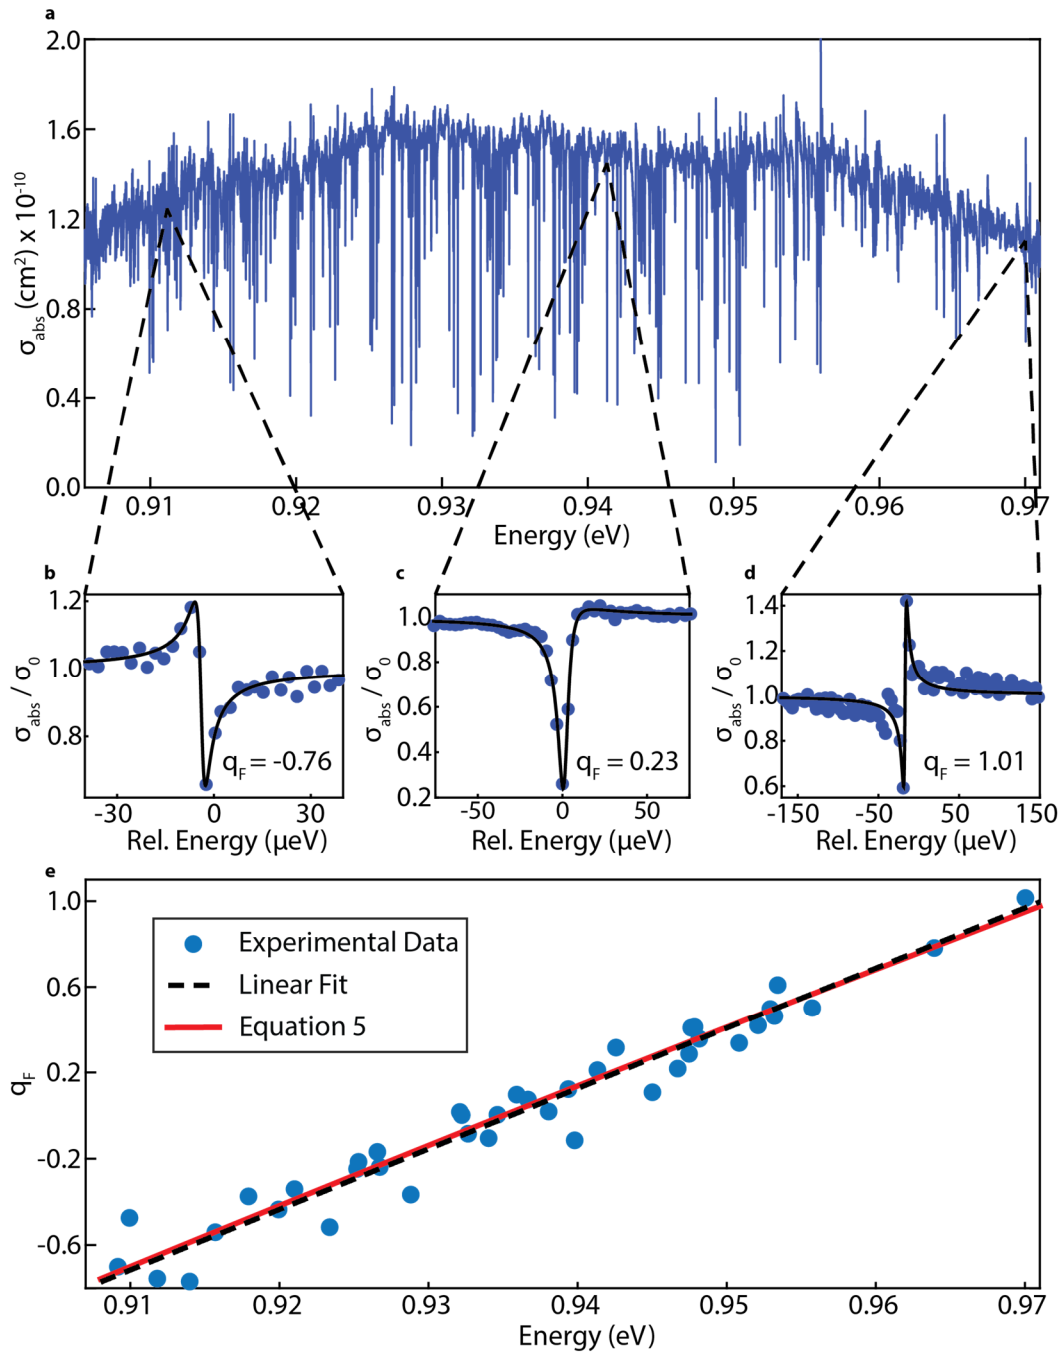 a
2.0
1.6
1.2
0.8
0.4
0.0
σabs (cm²) x 10⁻¹⁰
0.91 0.92 0.93 0.94 0.95 0.96 0.97
Energy (eV)
b
1.2
1.0
0.8
σabs / σ0
qF = -0.76
-30 0 30
Rel. Energy (µeV)
c
1.0
0.8
0.6
0.4
0.2
σabs / σ0
qF = 0.23
-50 0 50
Rel. Energy (µeV)
d
1.4
1.2
1.0
0.8
0.6
σabs / σ0
qF = 1.01
-150 -50 50 150
Rel. Energy (µeV)
e
1.0
0.6
0.2
-0.2
-0.6
qF
Experimental Data
Linear Fit
Equation 5
0.91 0.92 0.93 0.94 0.95 0.96 0.97
Energy (eV)